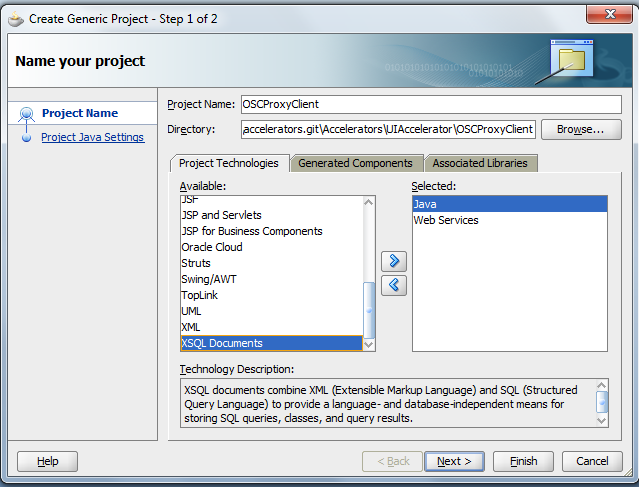 Create Generic Project - Step 1 of 2
Name your project
Project Name
Project Java Settings
Project Name: OSCProxyClient
Directory: accelerators.git\Accelerators\UIAccelerator\OSCProxyClient Browse...
Project Technologies Generated Components Associated Libraries
Available:
JSF
JSP and Servlets
JSP for Business Components
Oracle Cloud
Struts
Swing/AWT
TopLink
UML
XML
XSQL Documents
Selected:
Java
Web Services
Technology Description:
XSQL documents combine XML (Extensible Markup Language) and SQL (Structured
Query Language) to provide a language- and database-independent means for
storing SQL queries, classes, and query results.
Help < Back Next > Finish Cancel